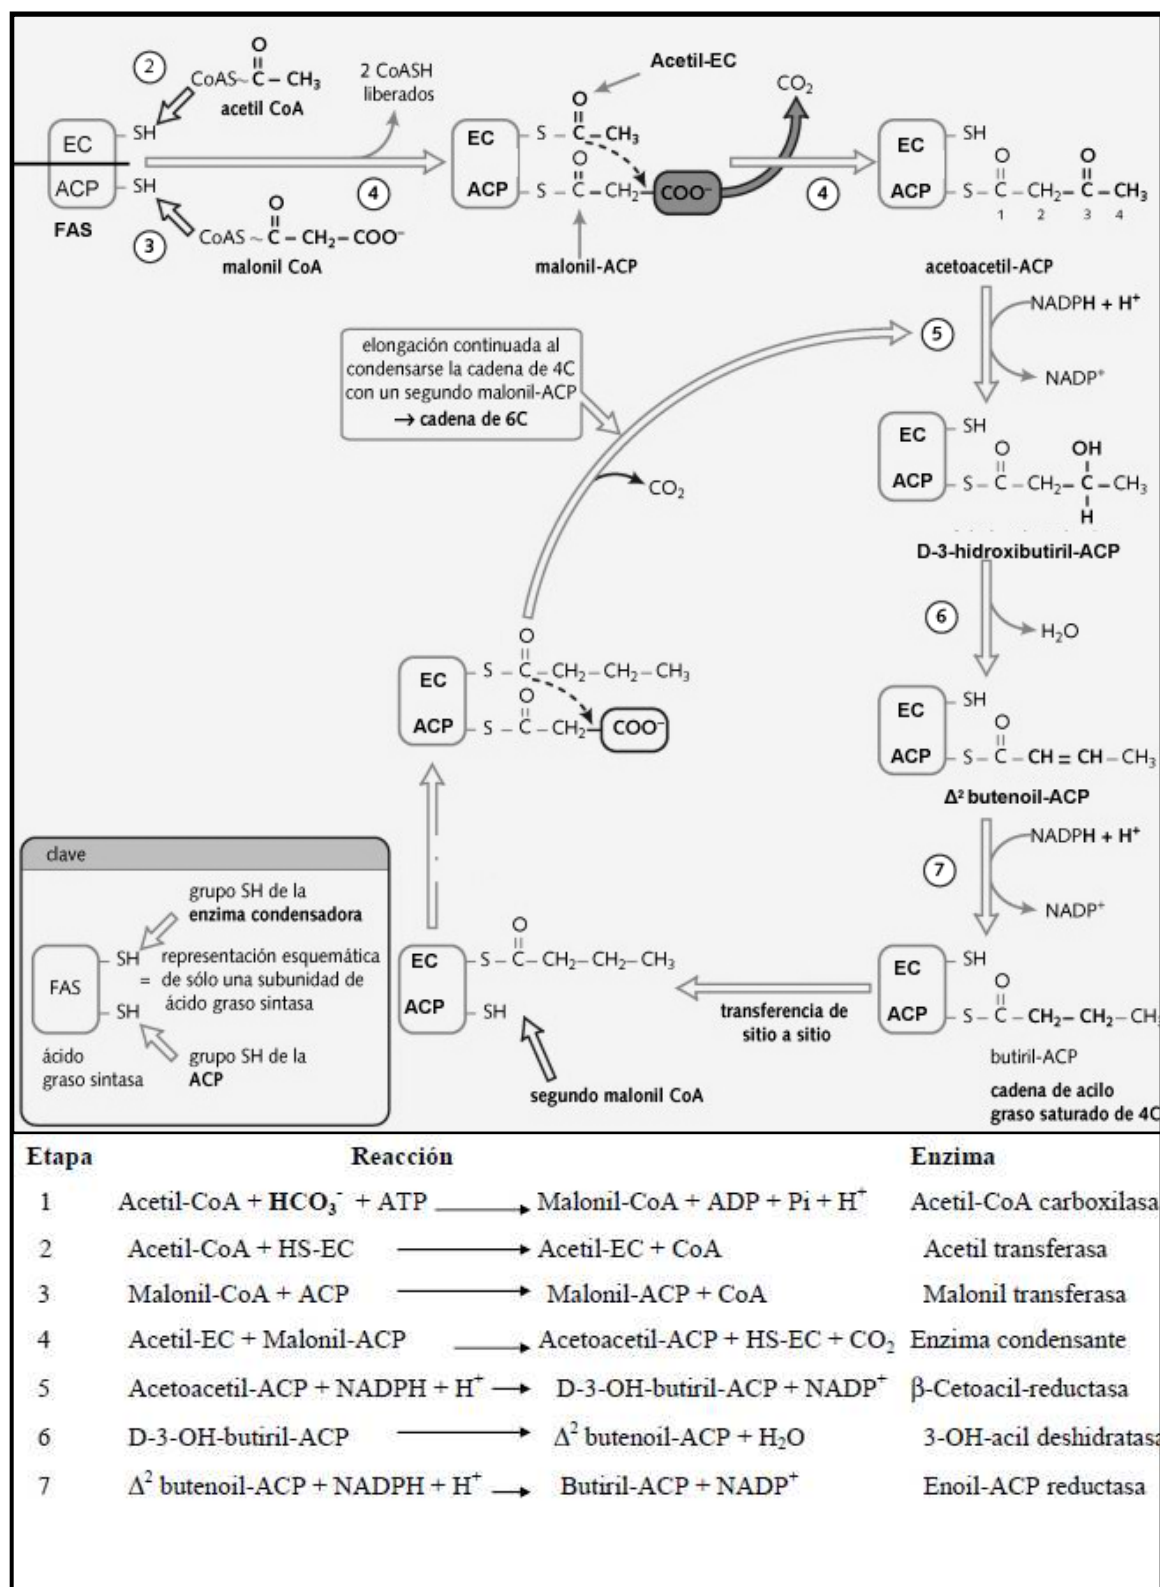 2
O
||
CoAS~C–CH₃
acetil CoA
2 CoASH
liberados
EC
SH
ACP
SH
FAS
4
3
O
||
CoAS~C–CH₂–COO⁻
malonil CoA
Acetil-EC
O
||
EC
S–C–CH₃
O
||
ACP
S–C–CH₂–COO⁻
malonil-ACP
CO₂
4
EC
SH
O
||
O
||
ACP
S–C–CH₂–C–CH₃
1 2 3 4
acetoacetil-ACP
NADPH + H⁺
5
NADP⁺
elongación continuada al
condensarse la cadena de 4C
con un segundo malonil-ACP
→ cadena de 6C
CO₂
EC
SH
O
||
OH
ACP
S–C–CH₂–C–CH₃
H
D-3-hidroxibutiril-ACP
6
H₂O
EC
SH
O
||
ACP
S–C–CH=CH–CH₃
Δ² butenoil-ACP
NADPH + H⁺
7
NADP⁺
EC
SH
O
||
ACP
S–C–CH₂–CH₂–CH₃
butiril-ACP
cadena de acilo
graso saturado de 4C
transferencia de
sitio a sitio
O
||
EC
S–C–CH₂–CH₂–CH₃
ACP
SH
segundo malonil CoA
O
||
EC
S–C–CH₂–CH₂–CH₃
O
||
ACP
S–C–CH₂–COO⁻
clave
grupo SH de la
enzima condensadora
FAS
SH
SH
= representación esquemática
de sólo una subunidad de
ácido graso sintasa
ácido
graso sintasa
grupo SH de la
ACP
Etapa Reacción Enzima
1 Acetil-CoA + HCO₃⁻ + ATP → Malonil-CoA + ADP + Pi + H⁺ Acetil-CoA carboxilasa
2 Acetil-CoA + HS-EC → Acetil-EC + CoA Acetil transferasa
3 Malonil-CoA + ACP → Malonil-ACP + CoA Malonil transferasa
4 Acetil-EC + Malonil-ACP → Acetoacetil-ACP + HS-EC + CO₂ Enzima condensante
5 Acetoacetil-ACP + NADPH + H⁺ → D-3-OH-butiril-ACP + NADP⁺ β-Cetoacil-reductasa
6 D-3-OH-butiril-ACP → Δ² butenoil-ACP + H₂O 3-OH-acil deshidratasa
7 Δ² butenoil-ACP + NADPH + H⁺ → Butiril-ACP + NADP⁺ Enoil-ACP reductasa